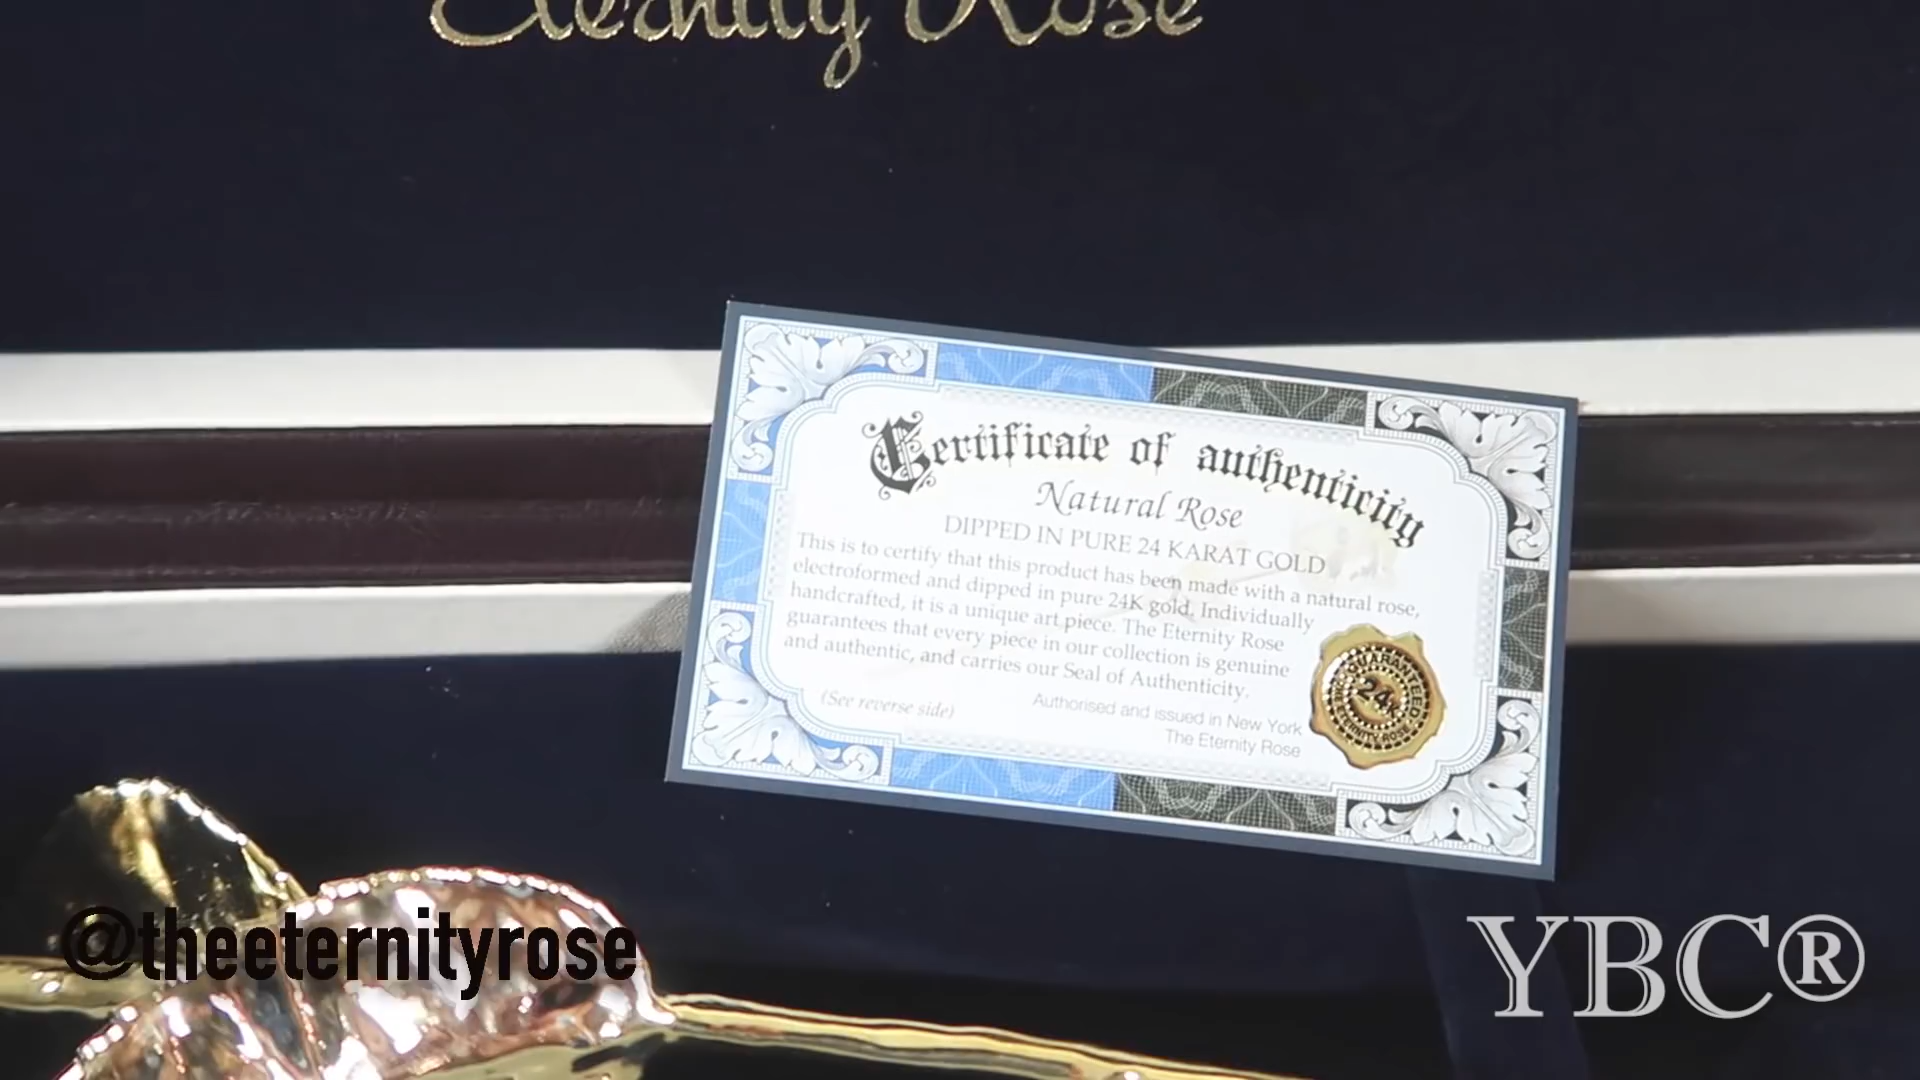 Eternity Rose
Certificate of authenticity
Natural Rose
DIPPED IN PURE 24 KARAT GOLD
This is to certify that this product has been made with a natural rose,
electroformed and dipped in pure 24K gold. Individually
handcrafted, it is a unique art piece. The Eternity Rose
guarantees that every piece in our collection is genuine
and authentic, and carries our Seal of Authenticity.
(See reverse side)
Authorised and issued in New York
The Eternity Rose
GUARANTEED
24K
ETERNITY ROSE
@theeternityrose
YBC®